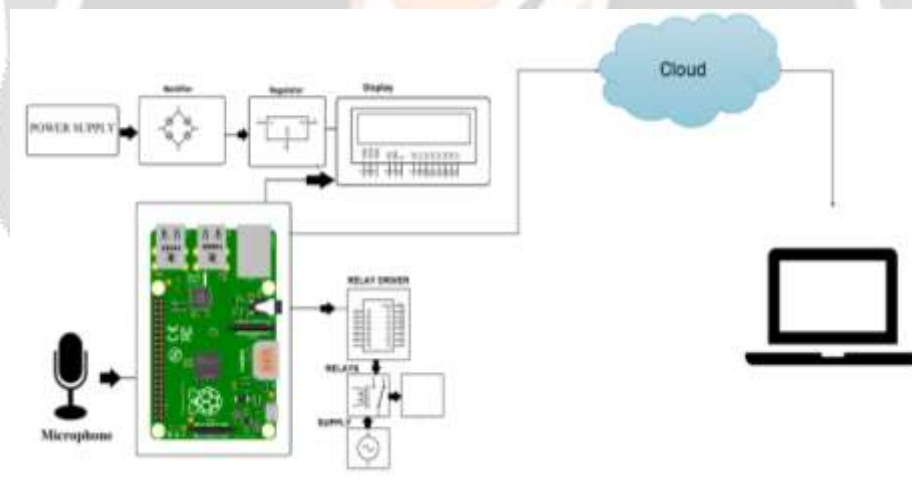 Rectifier
Regulator
Display
Cloud
POWER SUPPLY
RELAY DRIVER
RELAYS
SUPPLY
Microphone